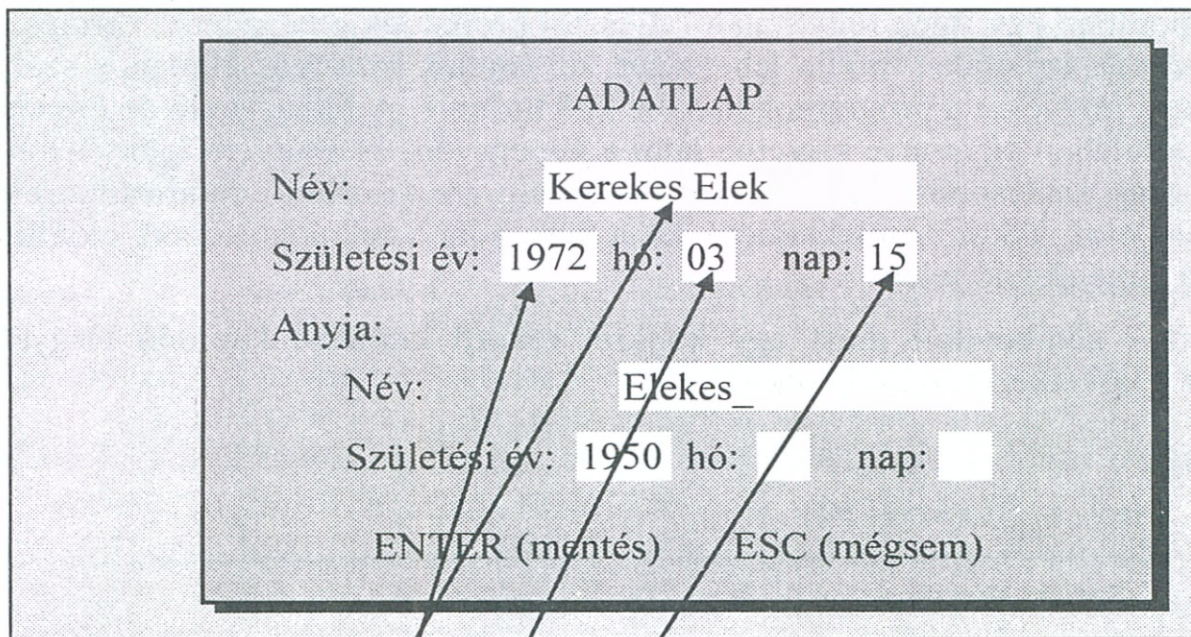 ADATLAP
Név: Kerekes Elek
Születési év: 1972 hó: 03 nap: 15
Anyja:
Név: Elekes_
Születési év: 1950 hó: nap:
ENTER (mentés) ESC (mégsem)